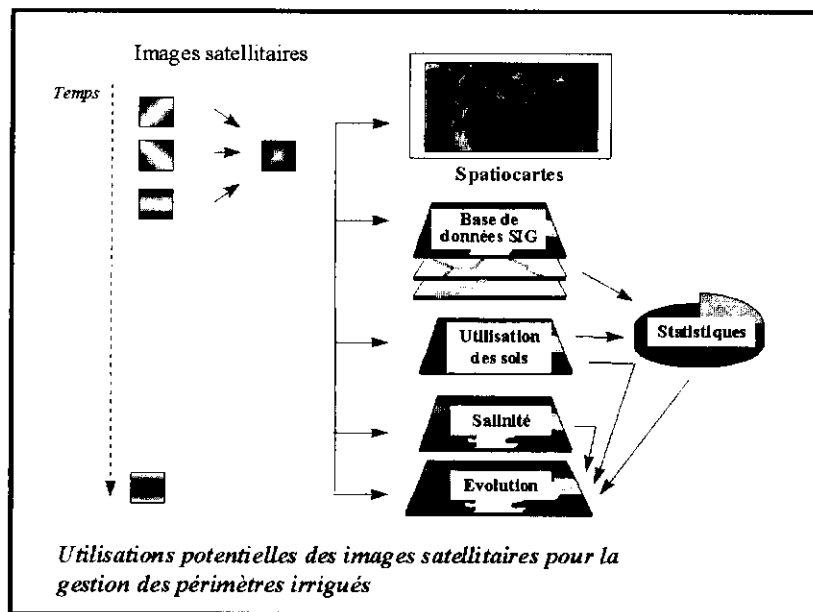 Images satellitaires
Temps
Spatiocartes
Base de
données SIG
Utilisation
des sols
Statistiques
Salinité
Evolution
Utilisations potentielles des images satellitaires pour la
gestion des périmètres irrigués